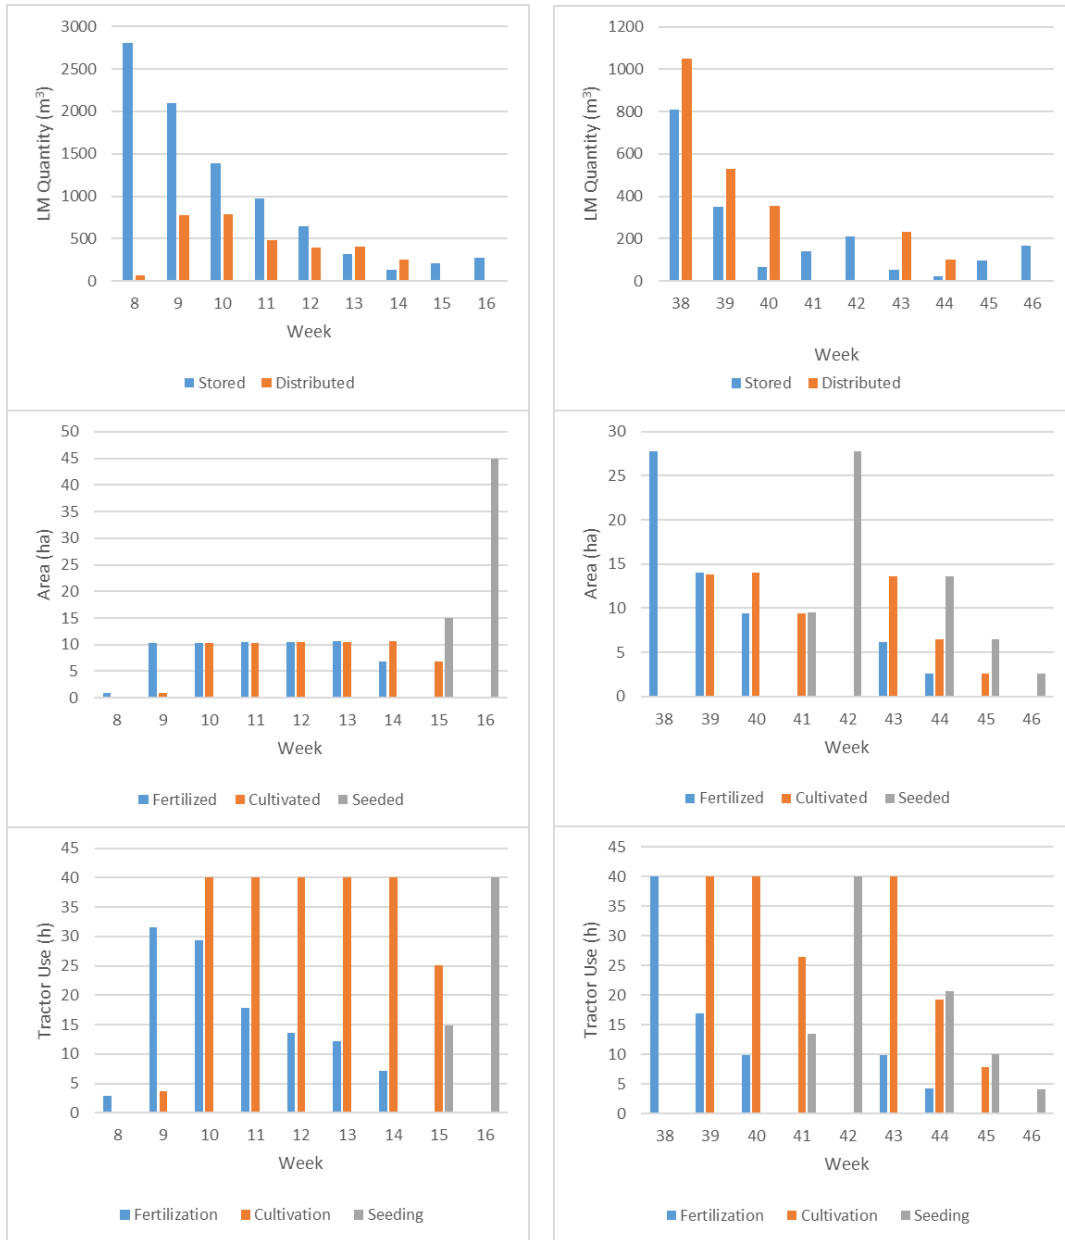 3000
2500
2000
1500
1000
500
0
LM Quantity (m³)
8 9 10 11 12 13 14 15 16
Week
Stored Distributed
1200
1000
800
600
400
200
0
LM Quantity (m³)
38 39 40 41 42 43 44 45 46
Week
Stored Distributed
50
45
40
35
30
25
20
15
10
5
0
Area (ha)
8 9 10 11 12 13 14 15 16
Week
Fertilized Cultivated Seeded
30
25
20
15
10
5
0
Area (ha)
38 39 40 41 42 43 44 45 46
Week
Fertilized Cultivated Seeded
45
40
35
30
25
20
15
10
5
0
Tractor Use (h)
8 9 10 11 12 13 14 15 16
Week
Fertilization Cultivation Seeding
45
40
35
30
25
20
15
10
5
0
Tractor Use (h)
38 39 40 41 42 43 44 45 46
Week
Fertilization Cultivation Seeding